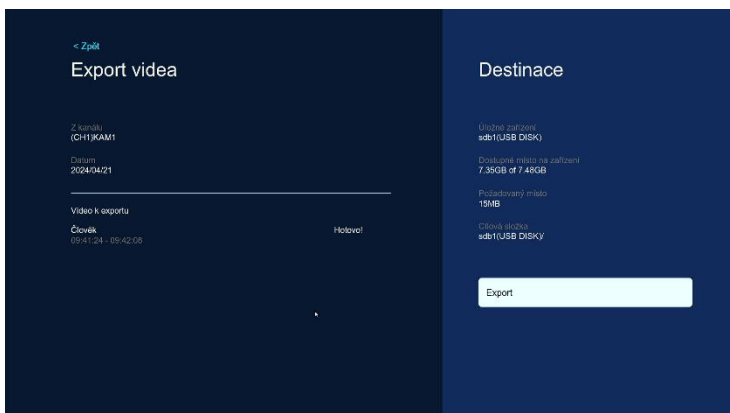 < Zpět
Export videa
Z kanálu
(CH1)KAM1
Datum
2024/04/21
Video k exportu
Člověk
Hotovo!
09:41:24 - 09:42:06
Destinace
Úložné zařízení
sdb1(USB DISK)
Dostupné místo na zařízení
7.35GB of 7.48GB
Požadovaný místo
15MB
Cílová složka
sdb1(USB DISK)/
Export